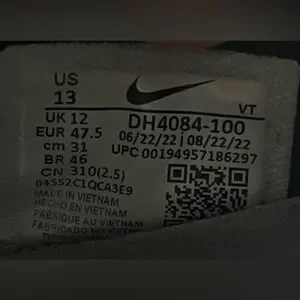 US
13
VT
UK 12
DH4084-100
EUR 47.5
06/22/22 | 08/22/22
cm 31
UPC 00194957186297
BR 46
CN 310(2.5)
04552C1QCA3E9
MADE IN VIETNAM
HECHO EN VIETNAM
FABRIQUE AU VIETNAM
FABRICADO NO VIETNAM